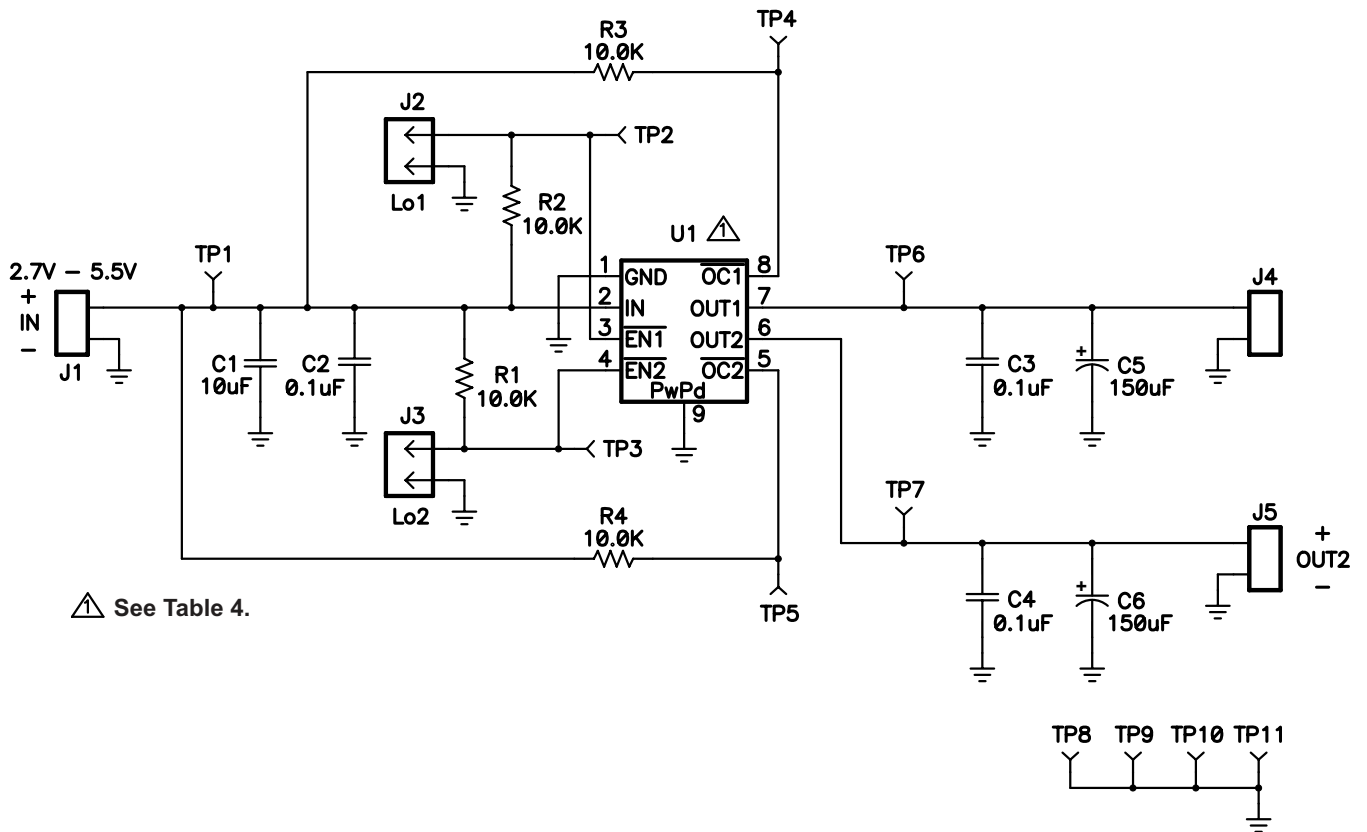 TP4
R3
10.0K
J2
TP2
Lo1
R2
10.0K
U1 1
TP1
TP6
2.7V - 5.5V
+
IN
-
J1
1 GND
2 IN
3 EN1
4 EN2
OC1 8
OUT1 7
OUT2 6
OC2 5
PwPd
9
J4
C1
10uF
C2
0.1uF
R1
10.0K
C3
0.1uF
+
C5
150uF
J3
TP3
Lo2
R4
10.0K
TP7
J5
+
OUT2
-
TP5
C4
0.1uF
+
C6
150uF
1 See Table 4.
TP8 TP9 TP10 TP11